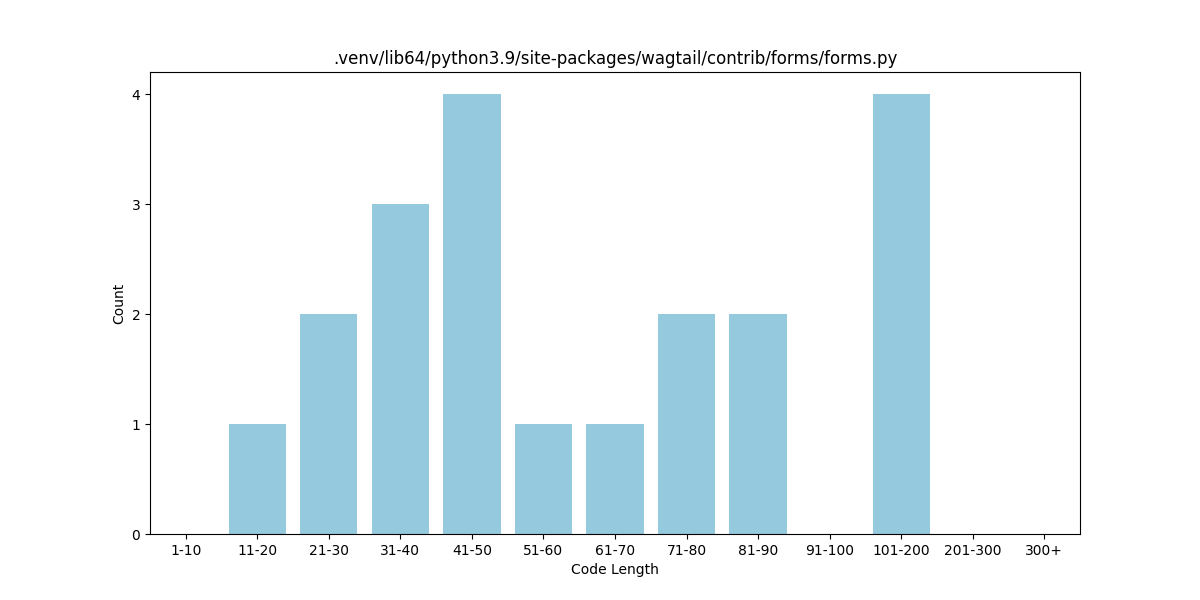 .venv/lib64/python3.9/site-packages/wagtail/contrib/forms/forms.py
4
3
2
1
0
Count
1-10 11-20 21-30 31-40 41-50 51-60 61-70 71-80 81-90 91-100 101-200 201-300 300+
Code Length